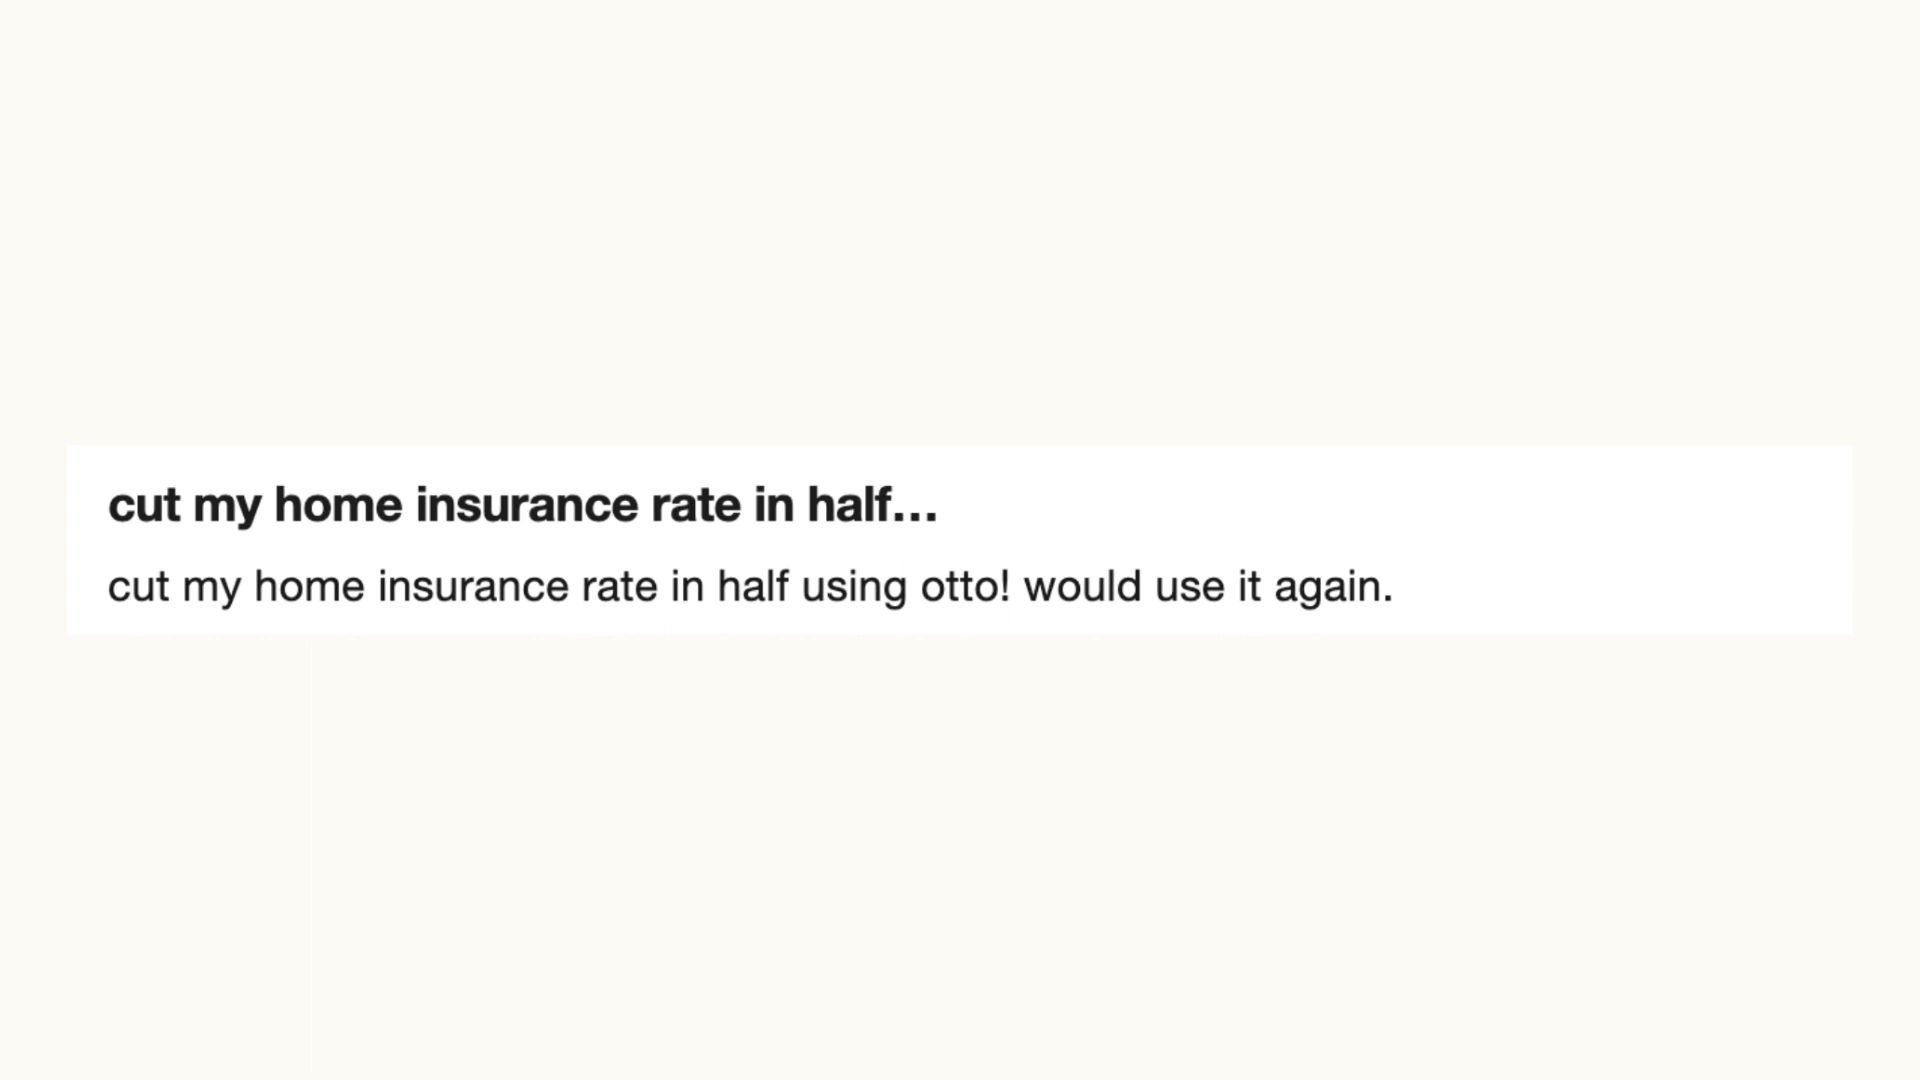 cut my home insurance rate in half...
cut my home insurance rate in half using otto! would use it again.